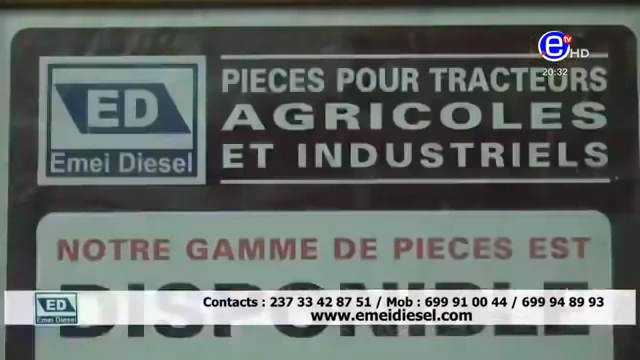 etv HD
20:32
ED
Emei Diesel
PIECES POUR TRACTEURS
AGRICOLES
ET INDUSTRIELS
NOTRE GAMME DE PIECES EST
DISPONIBLE
ED
Emei Diesel
Contacts : 237 33 42 87 51 / Mob : 699 91 00 44 / 699 94 89 93
www.emeidiesel.com